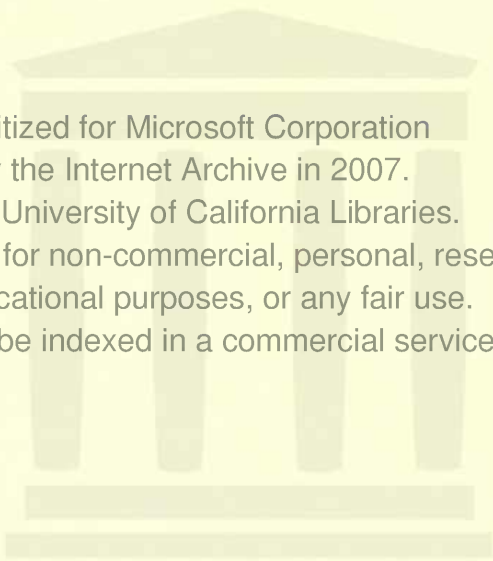 itized for Microsoft Corporation
the Internet Archive in 2007.
University of California Libraries.
for non-commercial, personal, rese
cational purposes, or any fair use.
be indexed in a commercial service